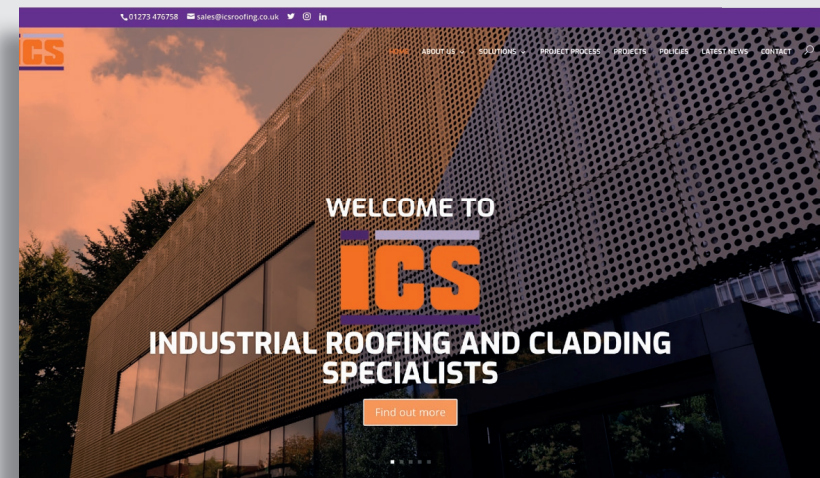 01273 476758 sales@icsroofing.co.uk
ics
HOME ABOUT US SOLUTIONS PROJECT PROCESS PROJECTS POLICIES LATEST NEWS CONTACT
WELCOME TO
ics
INDUSTRIAL ROOFING AND CLADDING
SPECIALISTS
Find out more